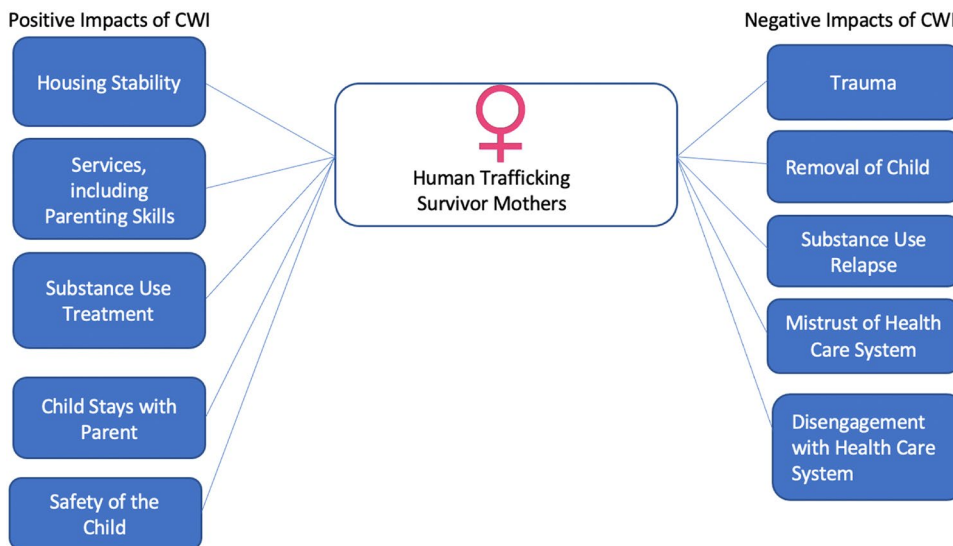 Positive Impacts of CWI
Housing Stability
Services,
including
Parenting Skills
Substance Use
Treatment
Child Stays with
Parent
Safety of the
Child
Human Trafficking
Survivor Mothers
Negative Impacts of CWI
Trauma
Removal of Child
Substance Use
Relapse
Mistrust of Health
Care System
Disengagement
with Health Care
System